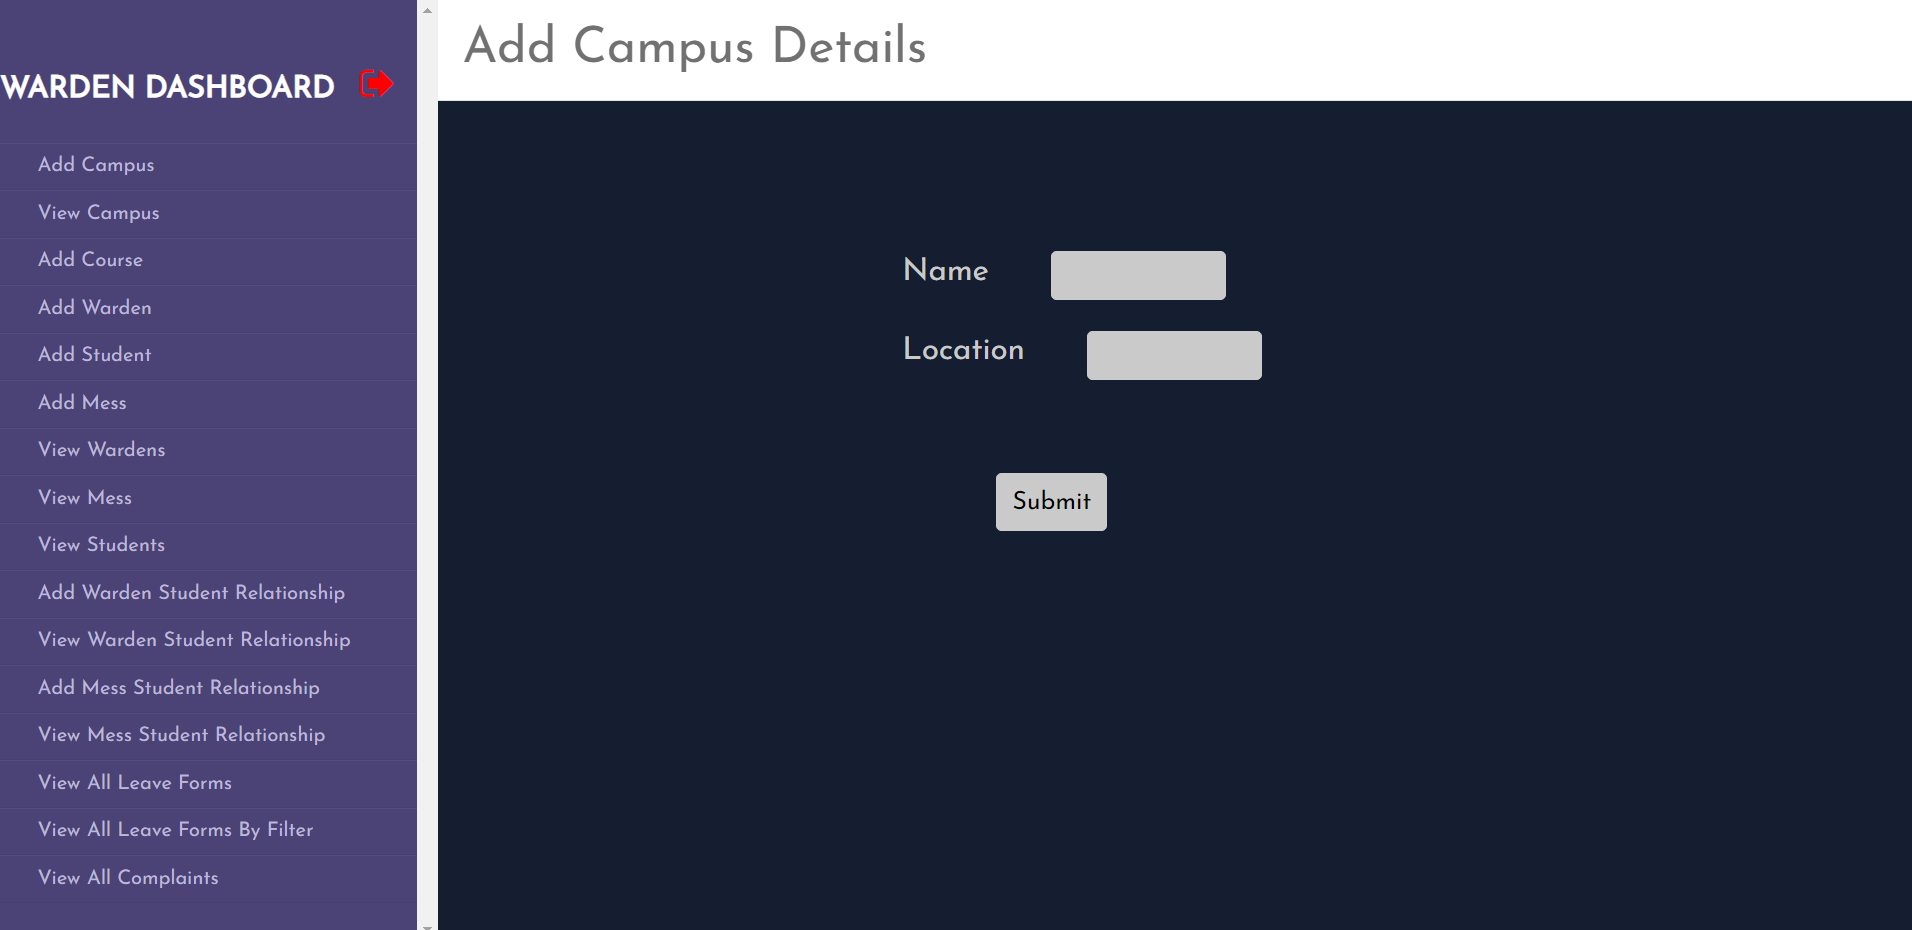 WARDEN DASHBOARD
Add Campus
View Campus
Add Course
Add Warden
Add Student
Add Mess
View Wardens
View Mess
View Students
Add Warden Student Relationship
View Warden Student Relationship
Add Mess Student Relationship
View Mess Student Relationship
View All Leave Forms
View All Leave Forms By Filter
View All Complaints
Add Campus Details
Name
Location
Submit